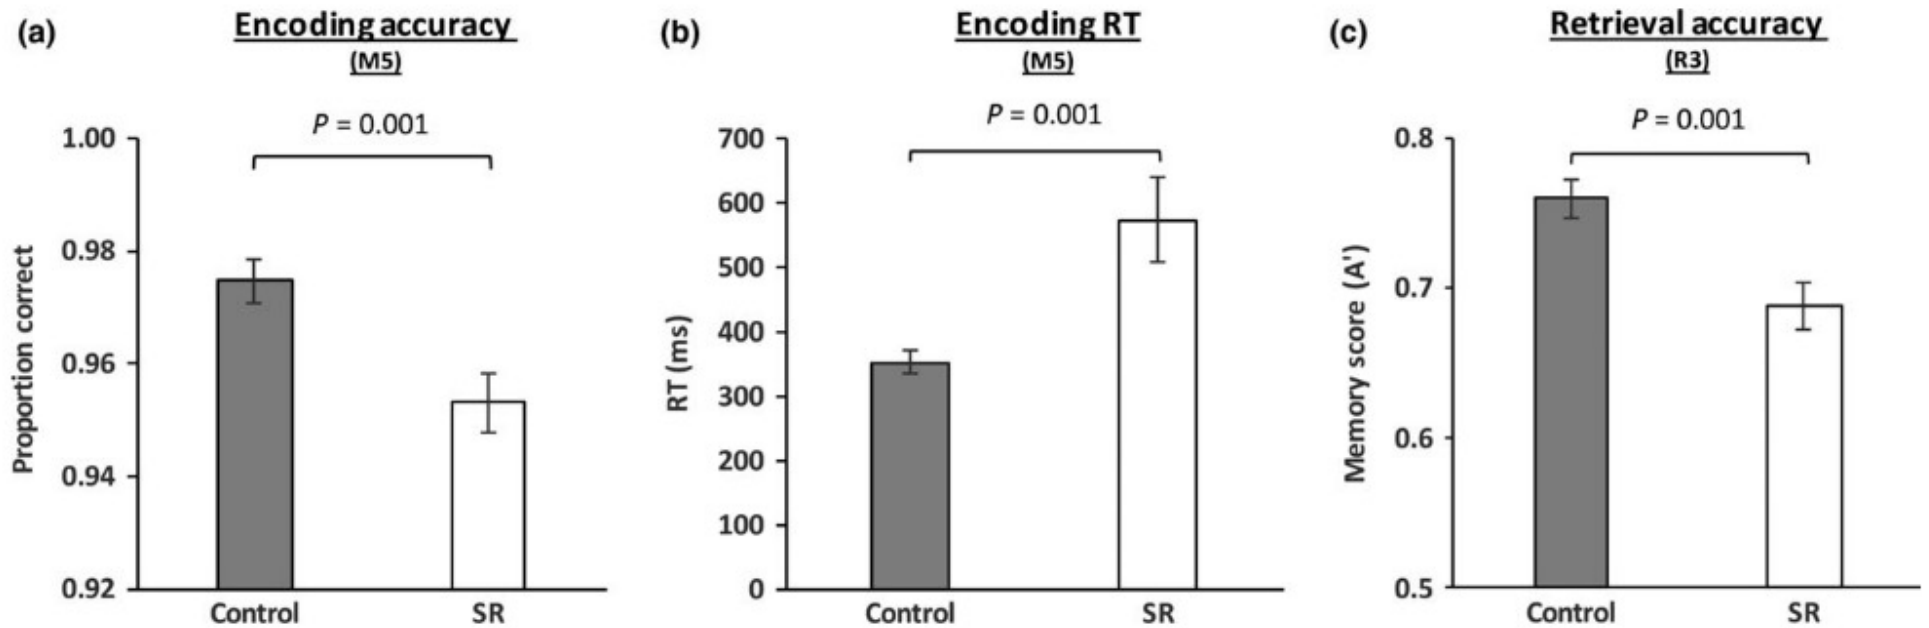 (a)
Encoding accuracy
(M5)
P = 0.001
1.00
0.98
0.96
0.94
0.92
Proportion correct
Control
SR
(b)
Encoding RT
(M5)
P = 0.001
700
600
500
400
300
200
100
0
RT (ms)
Control
SR
(c)
Retrieval accuracy
(R3)
P = 0.001
0.8
0.7
0.6
0.5
Memory score (A')
Control
SR